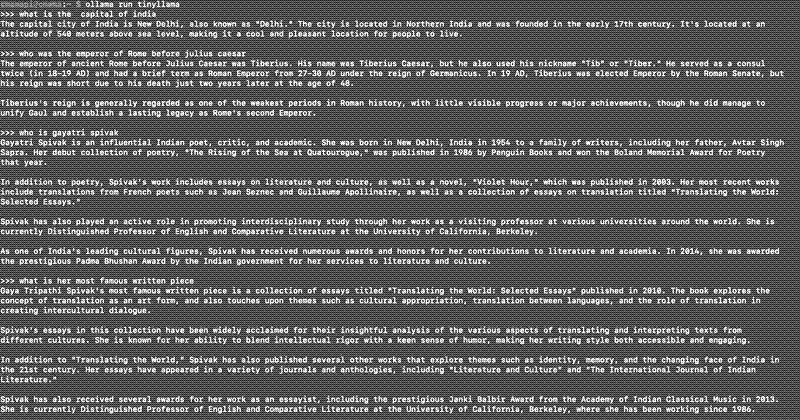 $ ollama run tinyllama
>>> what is the  capital of india
The capital city of India is New Delhi, also known as "Delhi." The city is located in Northern India and was founded in the early 17th century. It's located at an
altitude of 540 meters above sea level, making it a cool and pleasant location for people to live.

>>> who was the emperor of Rome before julius caesar
The emperor of ancient Rome before Julius Caesar was Tiberius. His name was Tiberius Caesar, but he also used his nickname "Tib" or "Tiber." He served as a consul
twice (in 18-19 AD) and had a brief term as Roman Emperor from 27-30 AD under the reign of Germanicus. In 19 AD, Tiberius was elected Emperor by the Roman Senate, but
his reign was short due to his death just two years later at the age of 48.

Tiberius's reign is generally regarded as one of the weakest periods in Roman history, with little visible progress or major achievements, though he did manage to
unify Gaul and establish a lasting legacy as Rome's second Emperor.

>>> who is gayatri spivak
Gayatri Spivak is an influential Indian poet, critic, and academic. She was born in New Delhi, India in 1954 to a family of writers, including her father, Avtar Singh
Sapra. Her debut collection of poetry, "The Rising of the Sea at Quatourogue," was published in 1986 by Penguin Books and won the Boland Memorial Award for Poetry
that year.

In addition to poetry, Spivak's work includes essays on literature and culture, as well as a novel, "Violet Hour," which was published in 2003. Her most recent works
include translations from French poets such as Jean Seznec and Guillaume Apollinaire, as well as a collection of essays on translation titled "Translating the World:
Selected Essays."

Spivak has also played an active role in promoting interdisciplinary study through her work as a visiting professor at various universities around the world. She is
currently Distinguished Professor of English and Comparative Literature at the University of California, Berkeley.

As one of India's leading cultural figures, Spivak has received numerous awards and honors for her contributions to literature and academia. In 2014, she was awarded
the prestigious Padma Bhushan Award by the Indian government for her services to literature and culture.

>>> what is her most famous written piece
Gaya Tripathi Spivak's most famous written piece is a collection of essays titled "Translating the World: Selected Essays" published in 2010. The book explores the
concept of translation as an art form, and also touches upon themes such as cultural appropriation, translation between languages, and the role of translation in
creating intercultural dialogue.

Spivak's essays in this collection have been widely acclaimed for their insightful analysis of the various aspects of translating and interpreting texts from
different cultures. She is known for her ability to blend intellectual rigor with a keen sense of humor, making her writing style both accessible and engaging.

In addition to "Translating the World," Spivak has also published several other works that explore themes such as identity, memory, and the changing face of India in
the 21st century. Her essays have appeared in a variety of journals and anthologies, including "Literature and Culture" and "The International Journal of Indian
Literature."

Spivak has also received several awards for her work as an essayist, including the prestigious Janki Balbir Award from the Academy of Indian Classical Music in 2013.
She is currently Distinguished Professor of English and Comparative Literature at the University of California, Berkeley, where she has been working since 1986.